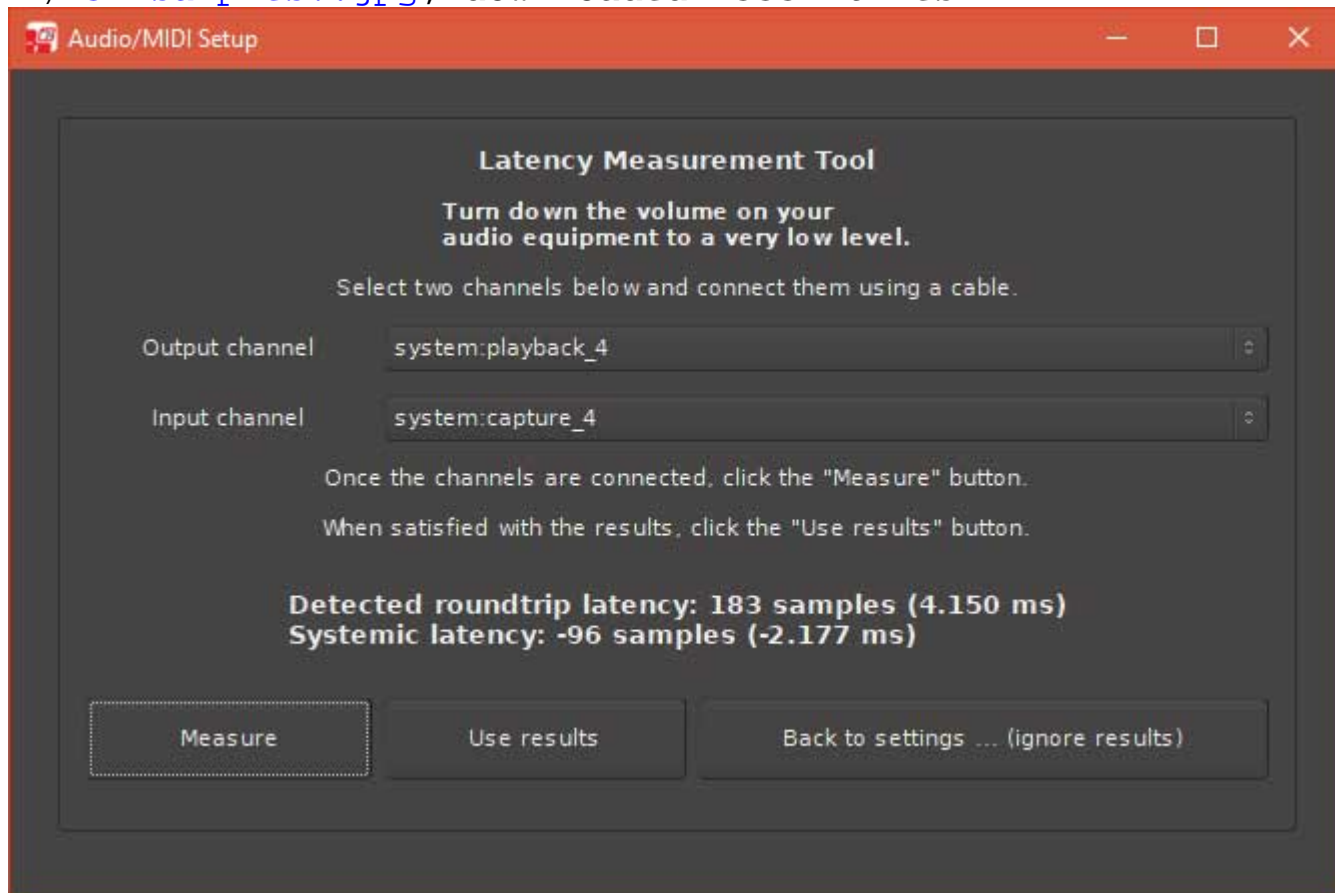 Audio/MIDI Setup
Latency Measurement Tool
Turn down the volume on your
audio equipment to a very low level.
Select two channels below and connect them using a cable.
Output channel system:playback_4
Input channel system:capture_4
Once the channels are connected, click the "Measure" button.
When satisfied with the results, click the "Use results" button.
Detected roundtrip latency: 183 samples (4.150 ms)
Systemic latency: -96 samples (-2.177 ms)
Measure Use results Back to settings ... (ignore results)